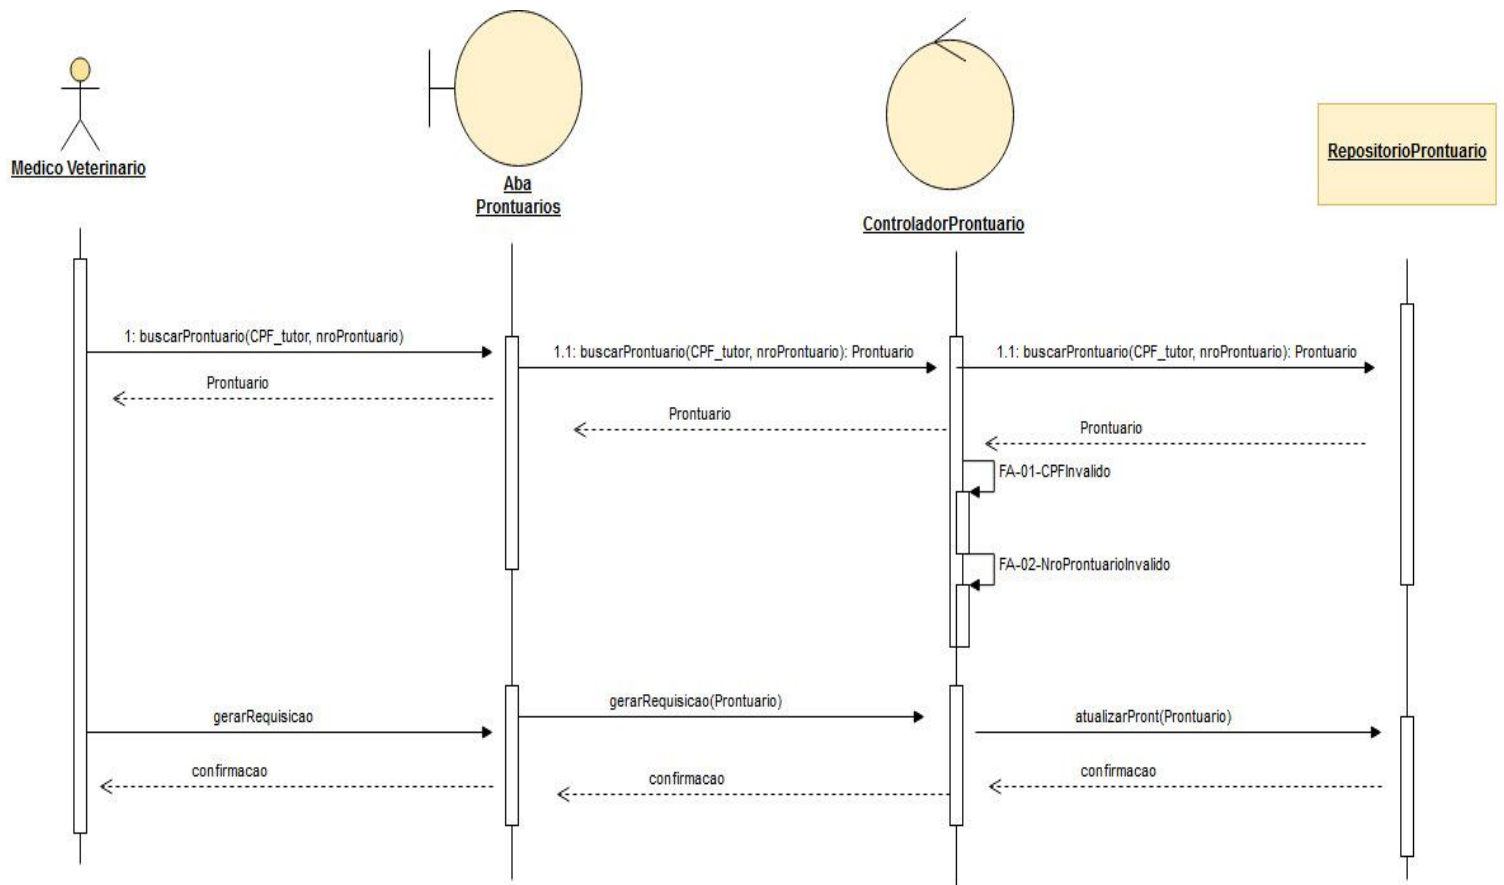 Medico Veterinario
Aba
Prontuarios
ControladorProntuario
RepositorioProntuario
1: buscarProntuario(CPF_tutor, nroProntuario)
1.1: buscarProntuario(CPF_tutor, nroProntuario): Prontuario
1.1: buscarProntuario(CPF_tutor, nroProntuario): Prontuario
Prontuario
Prontuario
Prontuario
FA-01-CPFInvalido
FA-02-NroProntuarioInvalido
gerarRequisicao
gerarRequisicao(Prontuario)
atualizarPront(Prontuario)
confirmacao
confirmacao
confirmacao